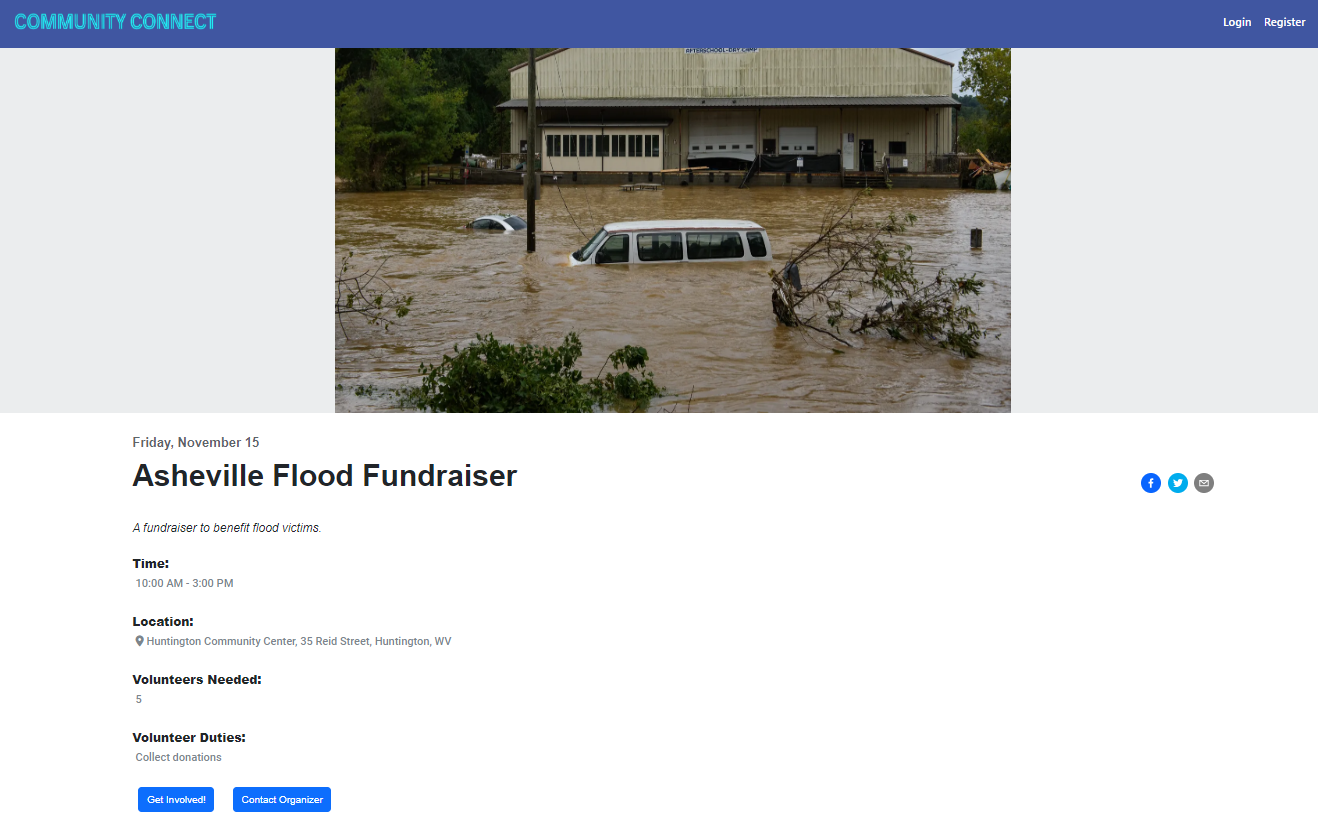 COMMUNITY CONNECT
Login Register
AFTERSCHOOL-DAY CAMP
Friday, November 15
Asheville Flood Fundraiser
A fundraiser to benefit flood victims.
Time:
10:00 AM - 3:00 PM
Location:
Huntington Community Center, 35 Reid Street, Huntington, WV
Volunteers Needed:
5
Volunteer Duties:
Collect donations
Get Involved! Contact Organizer